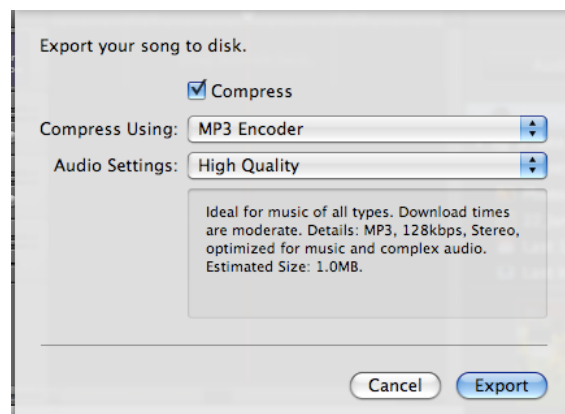 Export your song to disk.
Compress
Compress Using: MP3 Encoder
Audio Settings: High Quality
Ideal for music of all types. Download times
are moderate. Details: MP3, 128kbps, Stereo,
optimized for music and complex audio.
Estimated Size: 1.0MB.
Cancel Export